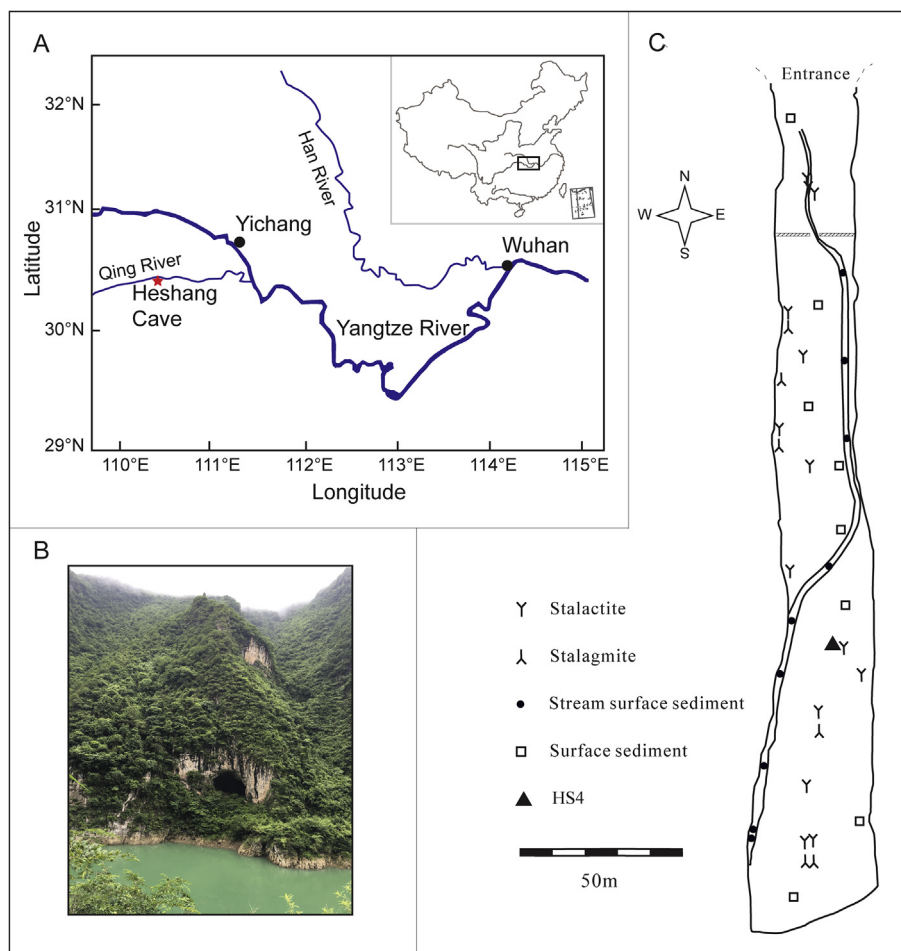 A
32°N
31°N
30°N
29°N
Latitude
110°E
111°E
112°E
113°E
114°E
115°E
Longitude
Han River
Yichang
Wuhan
Qing River
Heshang
Cave
Yangtze River
B
C
Entrance
N
W
E
S
Stalactite
Stalagmite
Stream surface sediment
Surface sediment
HS4
50m